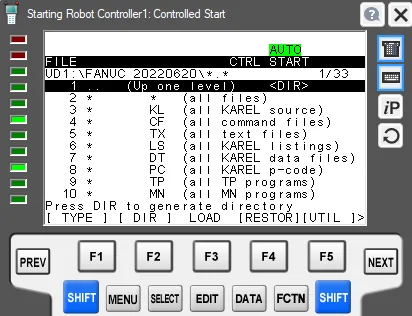 Starting Robot Controller1: Controlled Start
AUTO
FILE CTRL START
UD1:\FANUC 20220620\*.* 1/33
1 .. (Up one level) <DIR>
2 * * (all files)
3 * KL (all KAREL source)
4 * CF (all command files)
5 * TX (all text files)
6 * LS (all KAREL listings)
7 * DT (all KAREL data files)
8 * PC (all KAREL p-code)
9 * TP (all TP programs)
10 * MN (all MN programs)
Press DIR to generate directory
[ TYPE ] [ DIR ] LOAD [RESTOR][UTIL ]>
iP
PREV F1 F2 F3 F4 F5 NEXT
SHIFT MENU SELECT EDIT DATA FCTN SHIFT